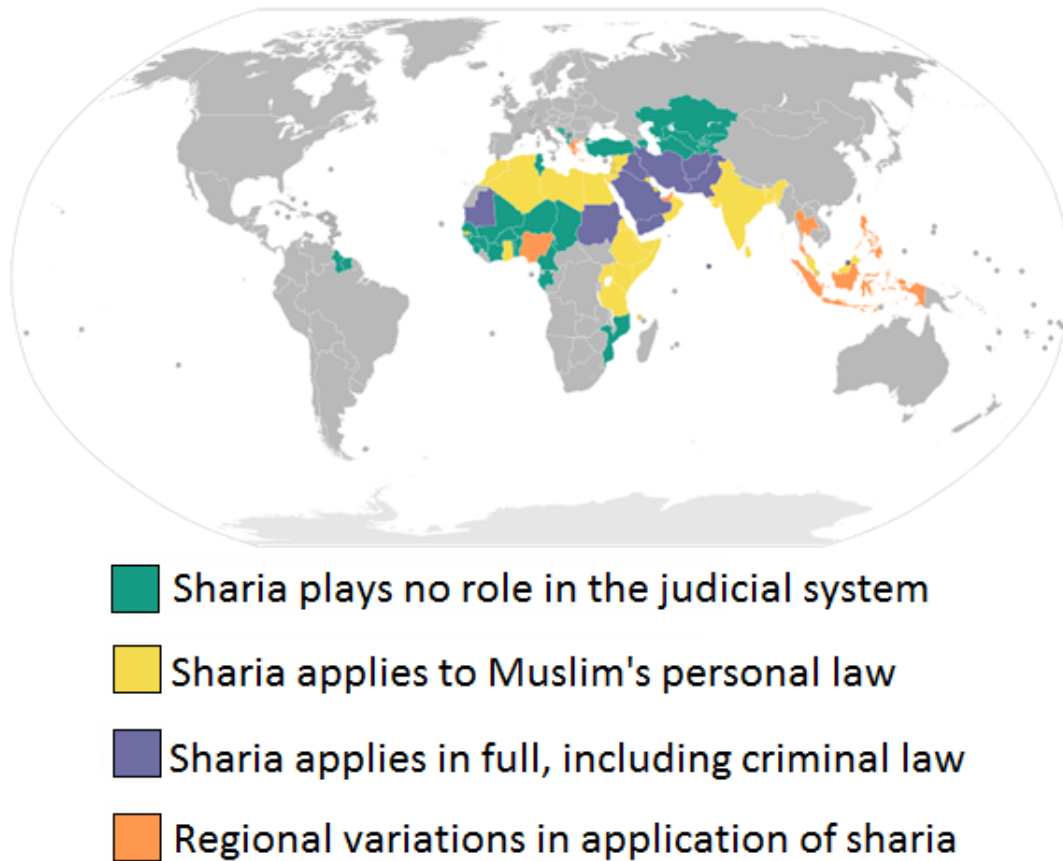 Sharia plays no role in the judicial system
Sharia applies to Muslim's personal law
Sharia applies in full, including criminal law
Regional variations in application of sharia